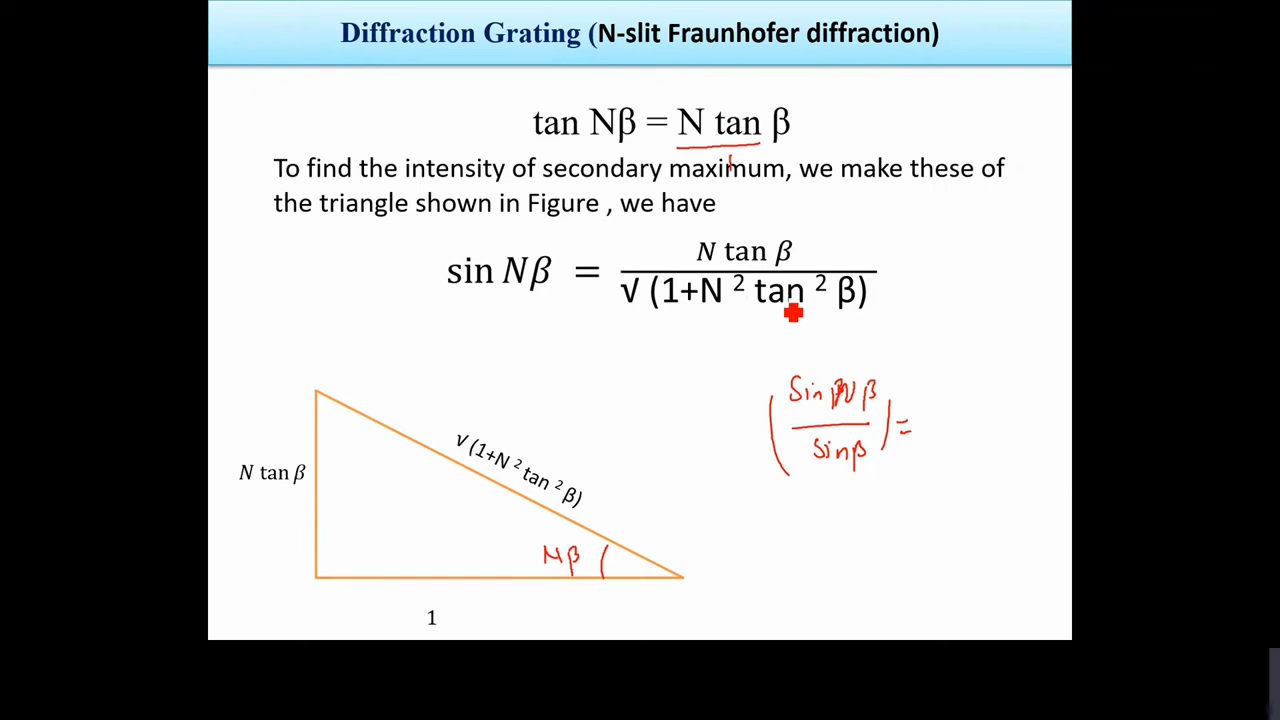 Diffraction Grating (N-slit Fraunhofer diffraction)
tan Nβ = N tan β
To find the intensity of secondary maximum, we make these of
the triangle shown in Figure , we have
sin Nβ = N tan β
√ (1+N ² tan ² β)
(sin Nβ
sin β) =
N tan β
√ (1+N ² tan ² β)
Nβ
1